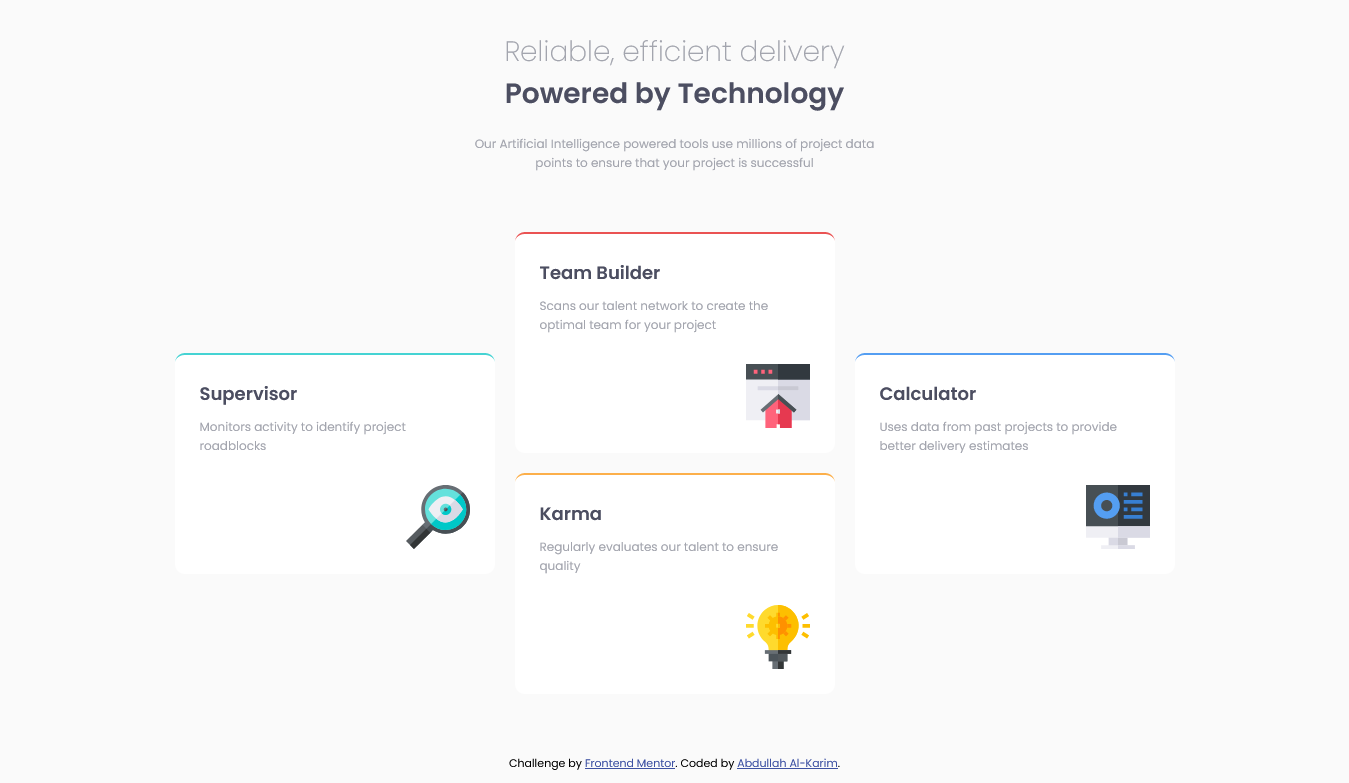 Reliable, efficient delivery
Powered by Technology
Our Artificial Intelligence powered tools use millions of project data
points to ensure that your project is successful
Supervisor
Monitors activity to identify project
roadblocks
Team Builder
Scans our talent network to create the
optimal team for your project
Karma
Regularly evaluates our talent to ensure
quality
Calculator
Uses data from past projects to provide
better delivery estimates
Challenge by Frontend Mentor. Coded by Abdullah Al-Karim.